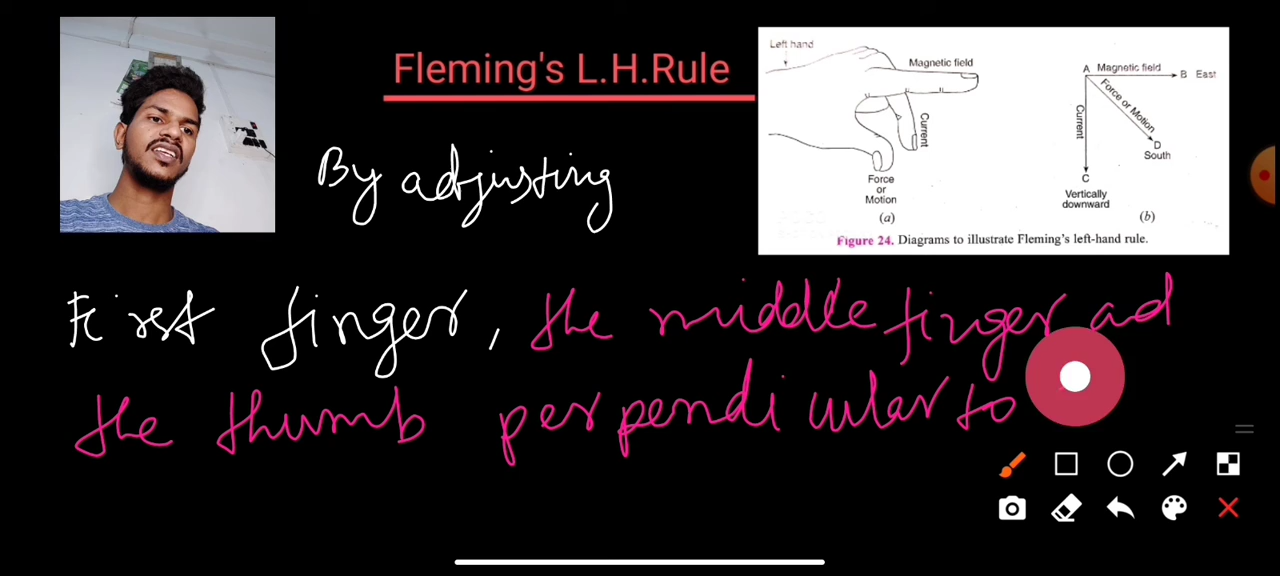 Fleming's L.H.Rule
Left hand
Magnetic field
Current
Force
or
Motion
(a)
A Magnetic field B East
Force or Motion
Current
D
South
C
Vertically
downward
(b)
Figure 24. Diagrams to illustrate Fleming's left-hand rule.
By adjusting
First finger, the middle finger ad
the thumb perpendicular to